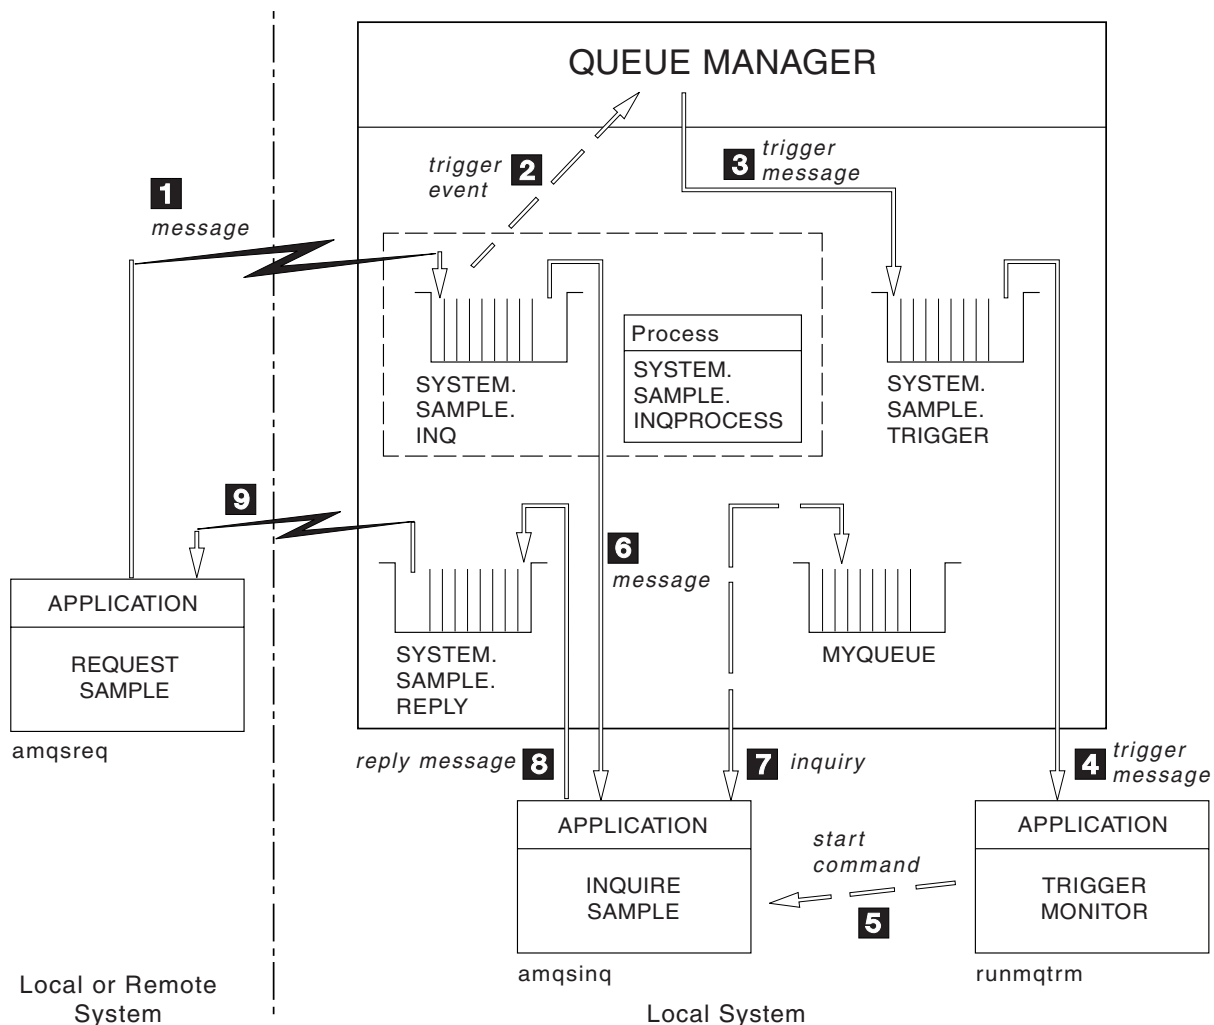 QUEUE MANAGER
1
message
trigger
event
2
3
trigger
message
SYSTEM.
SAMPLE.
INQ
Process
SYSTEM.
SAMPLE.
INQPROCESS
SYSTEM.
SAMPLE.
TRIGGER
9
6
message
APPLICATION
REQUEST
SAMPLE
amqsreq
SYSTEM.
SAMPLE.
REPLY
MYQUEUE
reply message
8
7
inquiry
4
trigger
message
APPLICATION
INQUIRE
SAMPLE
amqsinq
start
command
5
APPLICATION
TRIGGER
MONITOR
runmqtrm
Local or Remote
System
Local System